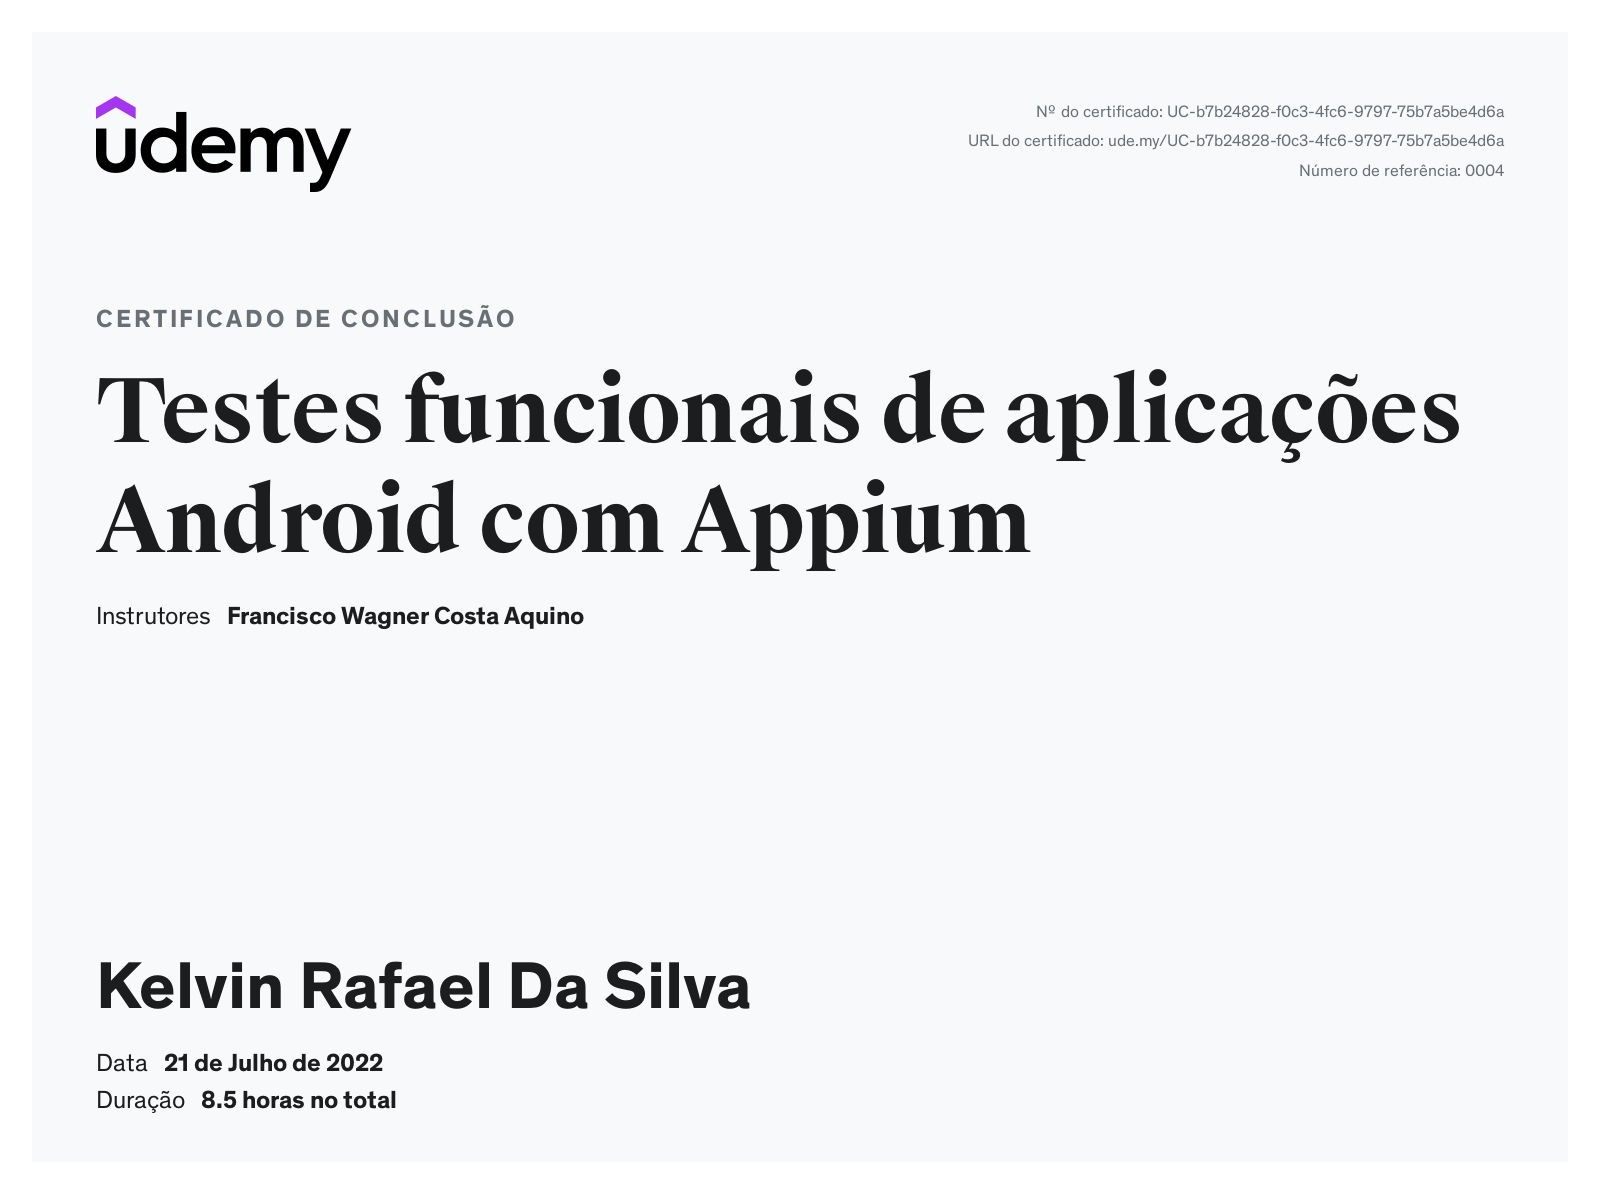 udemy
Nº do certificado: UC-b7b24828-f0c3-4fc6-9797-75b7a5be4d6a
URL do certificado: ude.my/UC-b7b24828-f0c3-4fc6-9797-75b7a5be4d6a
Número de referência: 0004
CERTIFICADO DE CONCLUSÃO
Testes funcionais de aplicações
Android com Appium
Instrutores Francisco Wagner Costa Aquino
Kelvin Rafael Da Silva
Data 21 de Julho de 2022
Duração 8.5 horas no total